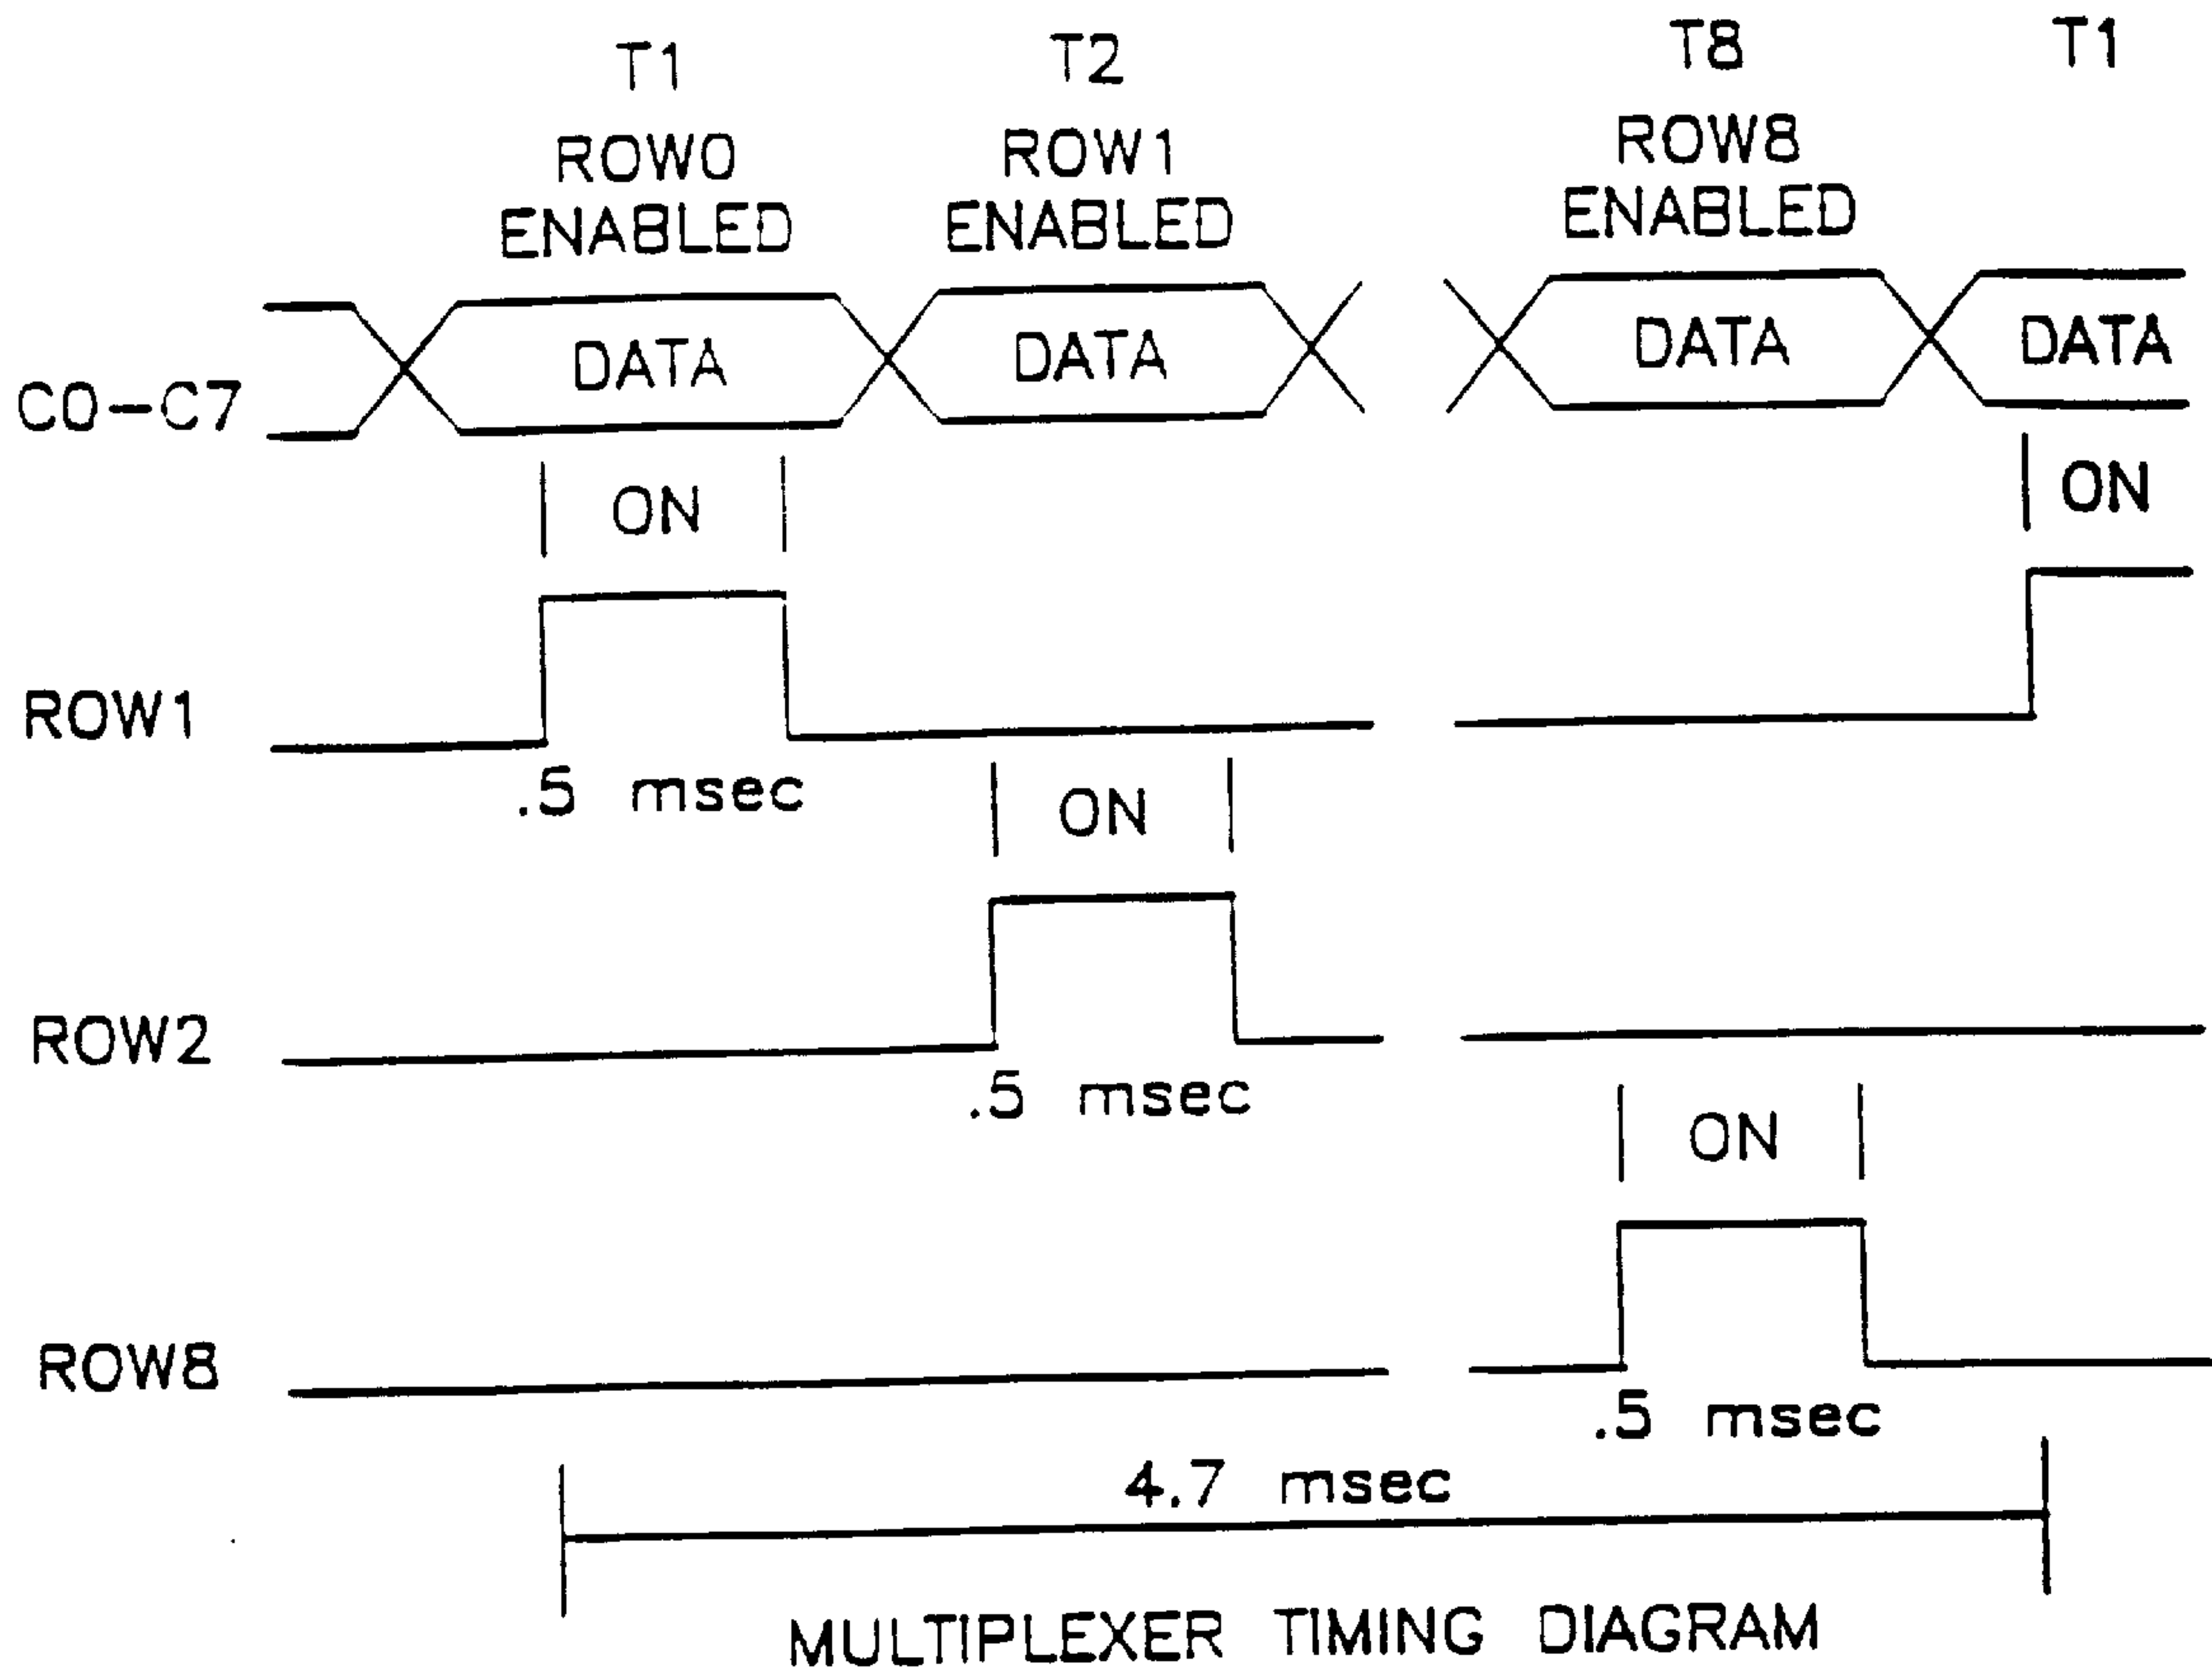 T1 T2 T8 T1
ROW0 ROW1 ROW8
ENABLED ENABLED ENABLED
C0-C7 DATA DATA DATA DATA
ON ON
ROW1
.5 msec ON
ROW2
.5 msec ON
ROW8
.5 msec
4.7 msec
MULTIPLEXER TIMING DIAGRAM